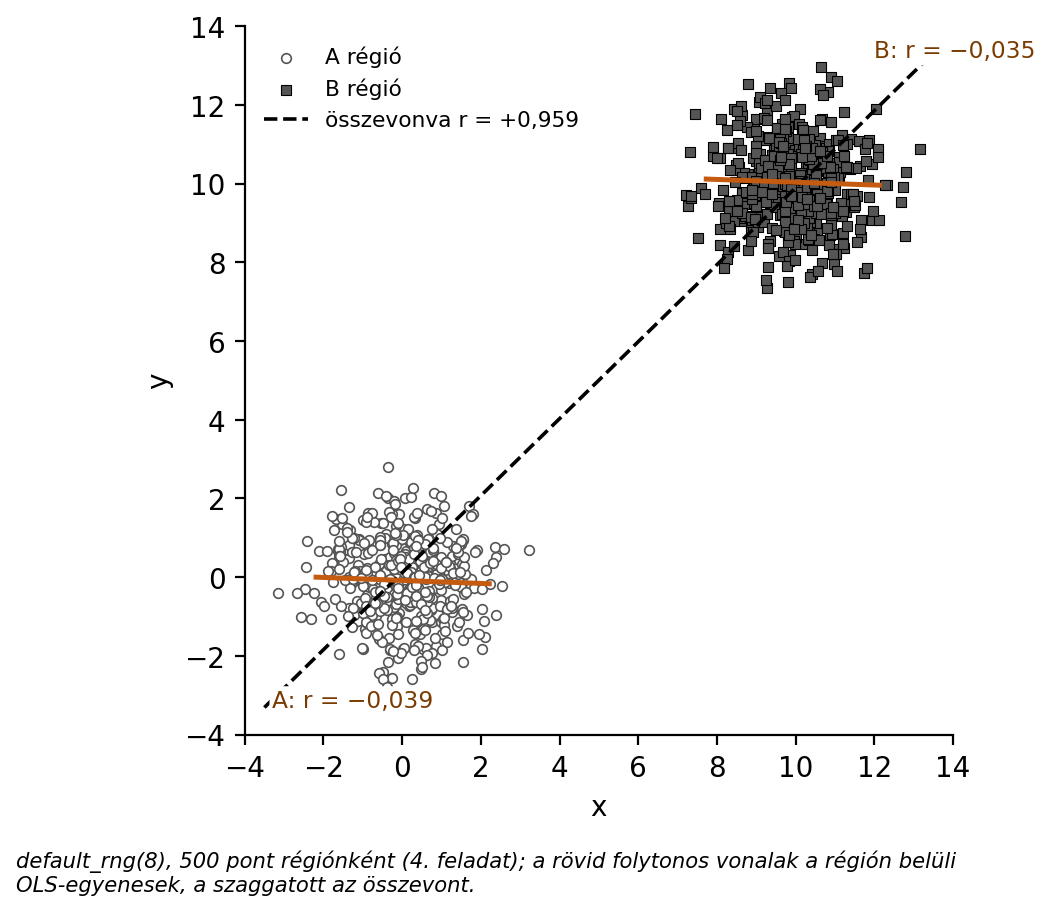 A régió
B régió
összevonva r = +0,959
B: r = −0,035
A: r = −0,039
14
12
10
8
6
4
2
0
−2
−4
y
−4 −2 0 2 4 6 8 10 12 14
x
default_rng(8), 500 pont régiónként (4. feladat); a rövid folytonos vonalak a régión belüli
OLS-egyenesek, a szaggatott az összevont.